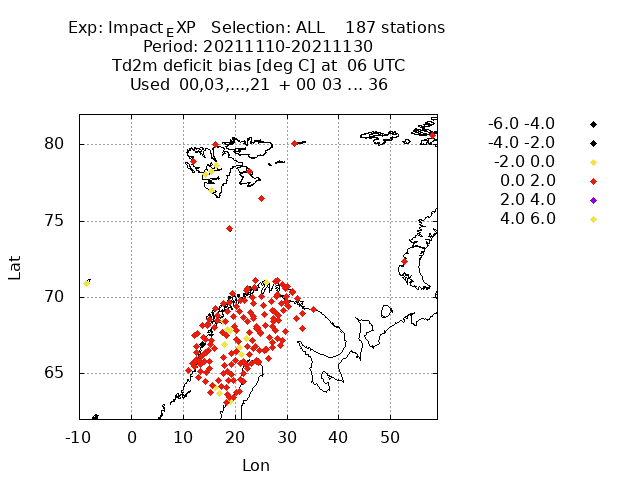 Exp: Impact_EXP Selection: ALL 187 stations
Period: 20211110-20211130
Td2m deficit bias [deg C] at 06 UTC
Used 00,03,...,21 + 00 03 ... 36
-6.0 -4.0
-4.0 -2.0
-2.0 0.0
0.0 2.0
2.0 4.0
4.0 6.0
80
75
70
65
Lat
-10 0 10 20 30 40 50
Lon